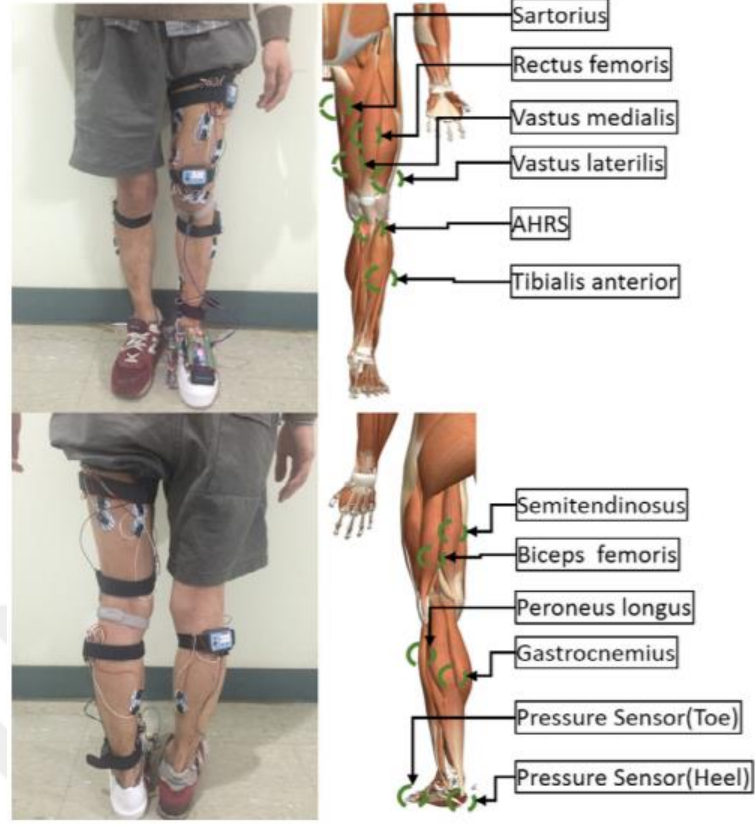 Sartorius
Rectus femoris
Vastus medialis
Vastus laterilis
AHRS
Tibialis anterior
Semitendinosus
Biceps femoris
Peroneus longus
Gastrocnemius
Pressure Sensor(Toe)
Pressure Sensor(Heel)